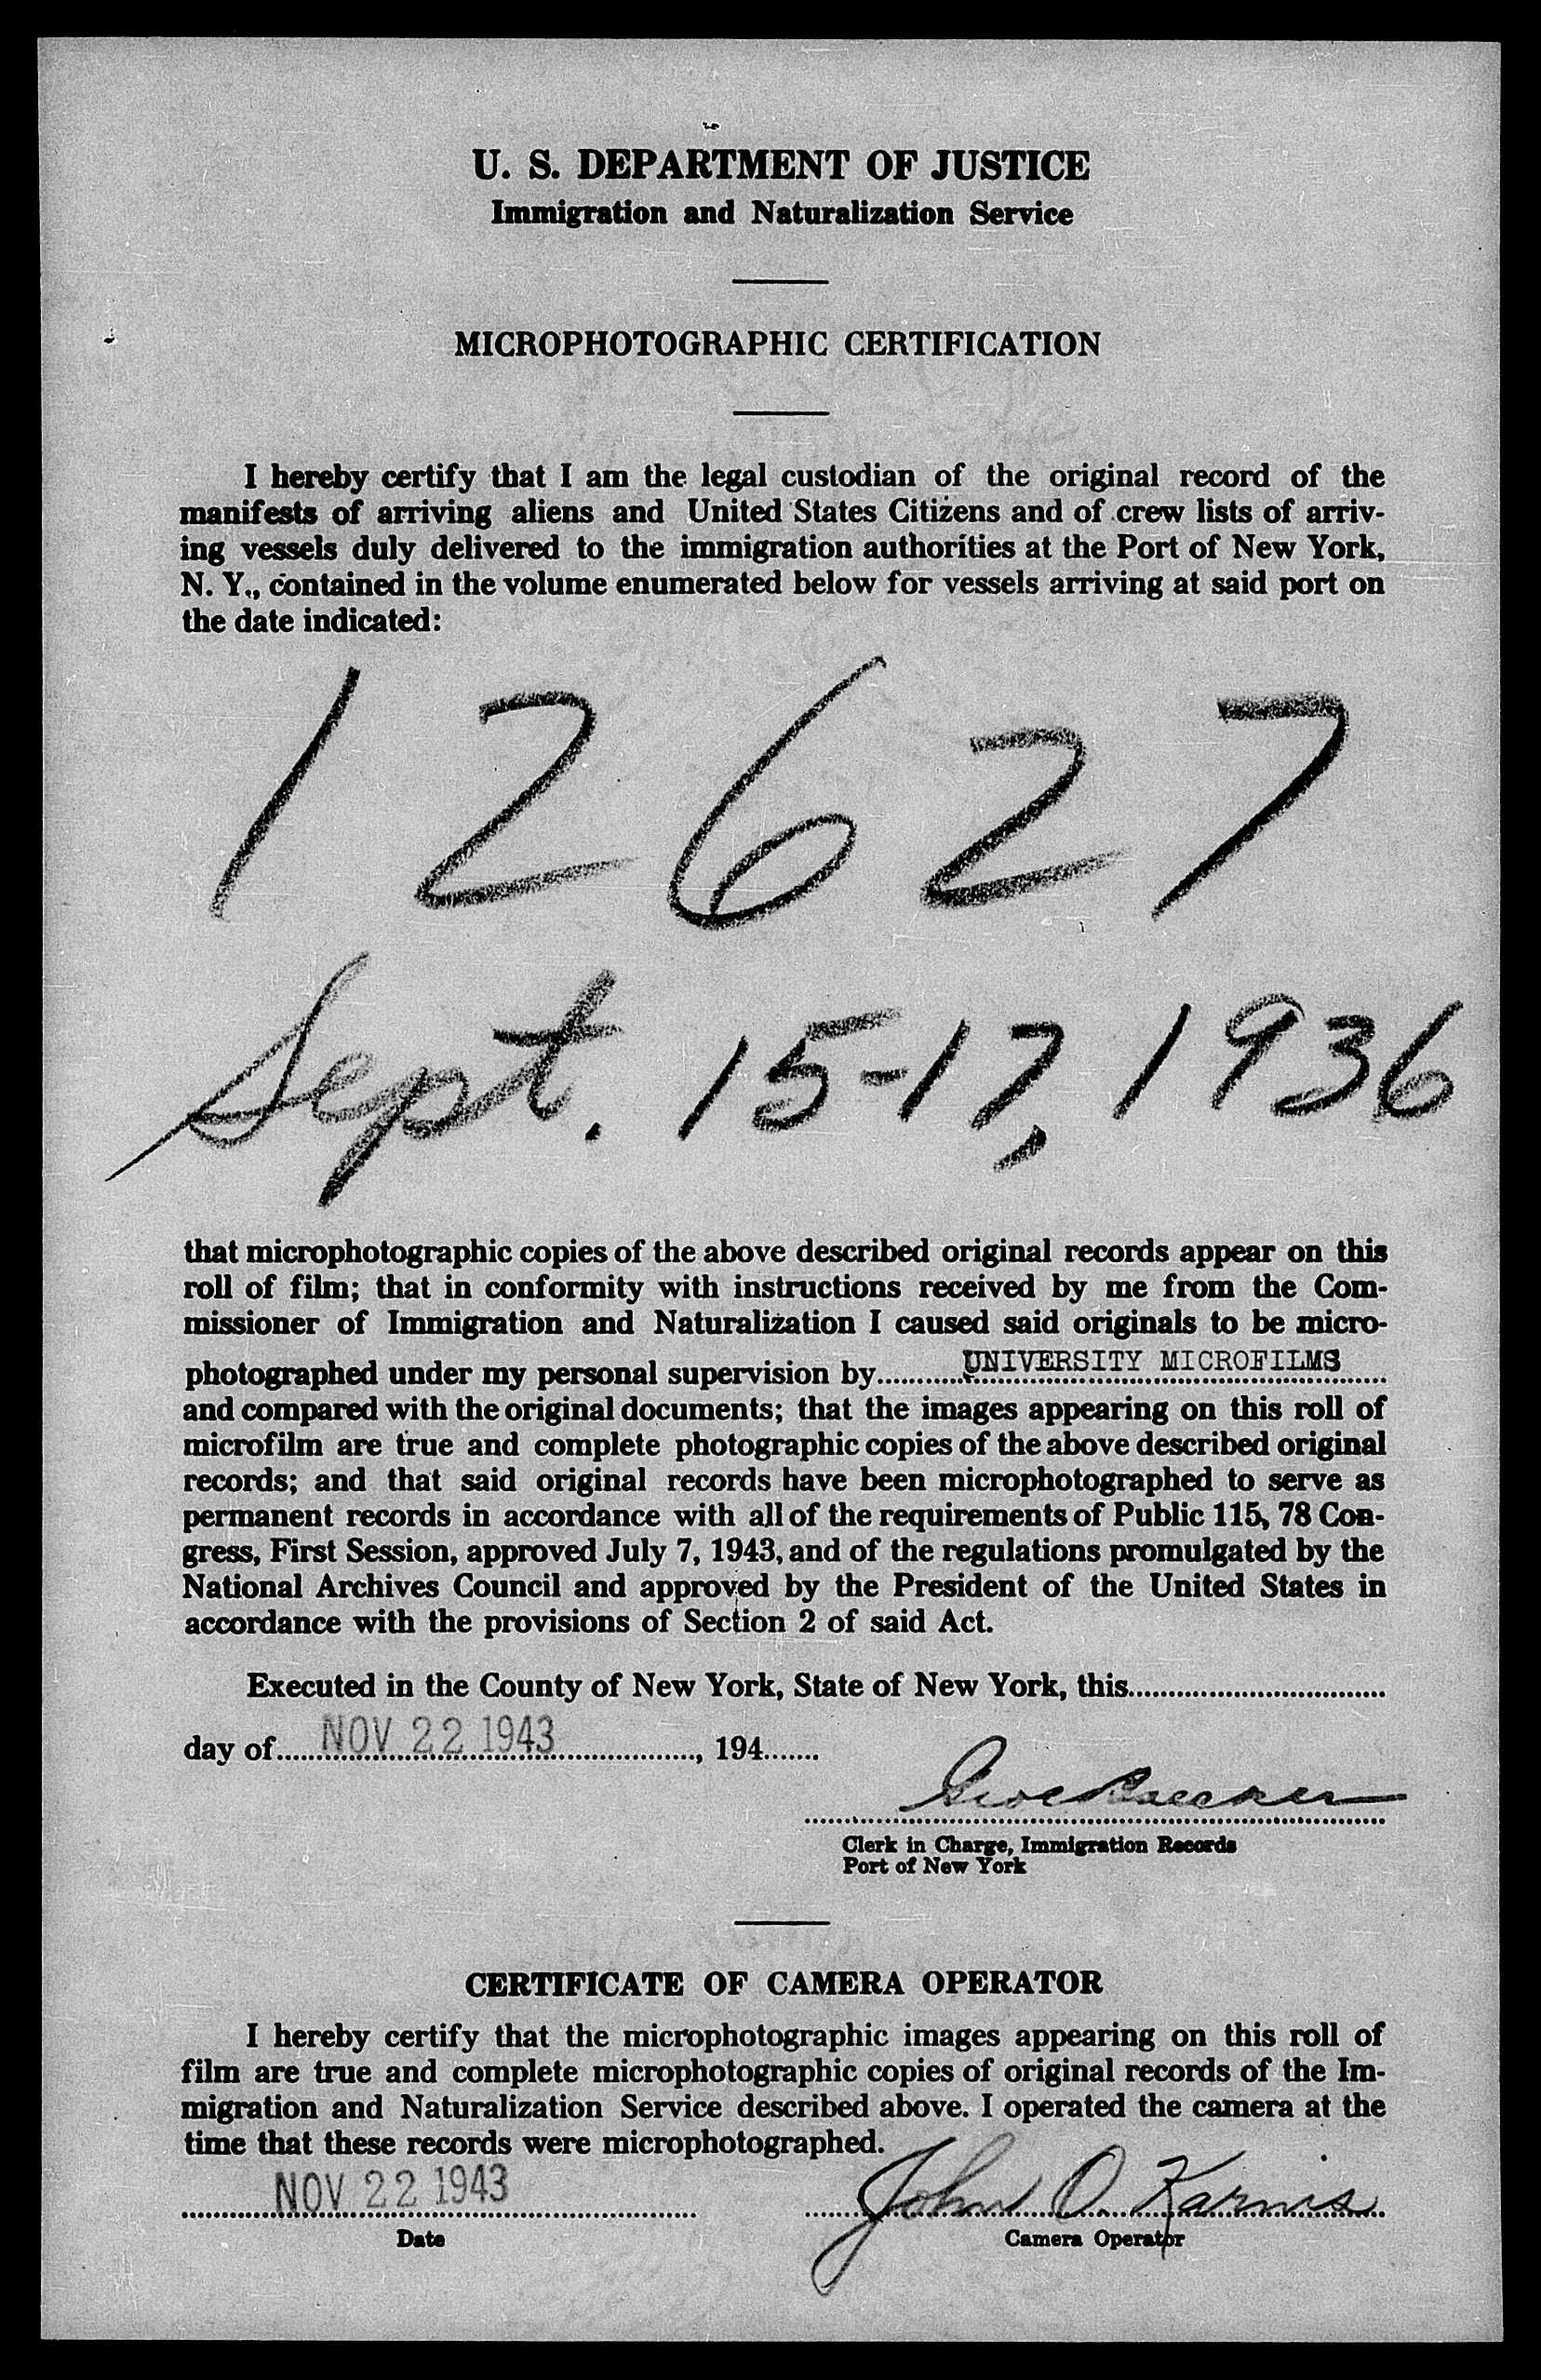 U. S. DEPARTMENT OF JUSTICE
Immigration and Naturalization Service
MICROPHOTOGRAPHIC CERTIFICATION
I hereby certify that I am the legal custodian of the original record of the
manifests of arriving aliens and United States Citizens and of crew lists of arriv-
ing vessels duly delivered to the immigration authorities at the Port of New York,
N. Y., contained in the volume enumerated below for vessels arriving at said port on
the date indicated:
12627
Sept. 15-17, 1936
that microphotographic copies of the above described original records appear on this
roll of film; that in conformity with instructions received by me from the Com-
missioner of Immigration and Naturalization I caused said originals to be micro-
photographed under my personal supervision by UNIVERSITY MICROFILMS
and compared with the original documents; that the images appearing on this roll of
microfilm are true and complete photographic copies of the above described original
records; and that said original records have been microphotographed to serve as
permanent records in accordance with all of the requirements of Public 115, 78 Con-
gress, First Session, approved July 7, 1943, and of the regulations promulgated by the
National Archives Council and approved by the President of the United States in
accordance with the provisions of Section 2 of said Act.
Executed in the County of New York, State of New York, this
day of NOV 22 1943, 194
Clerk in Charge, Immigration Records
Port of New York
CERTIFICATE OF CAMERA OPERATOR
I hereby certify that the microphotographic images appearing on this roll of
film are true and complete microphotographic copies of original records of the Im-
migration and Naturalization Service described above. I operated the camera at the
time that these records were microphotographed.
NOV 22 1943 John O. Karnis
Date Camera Operator